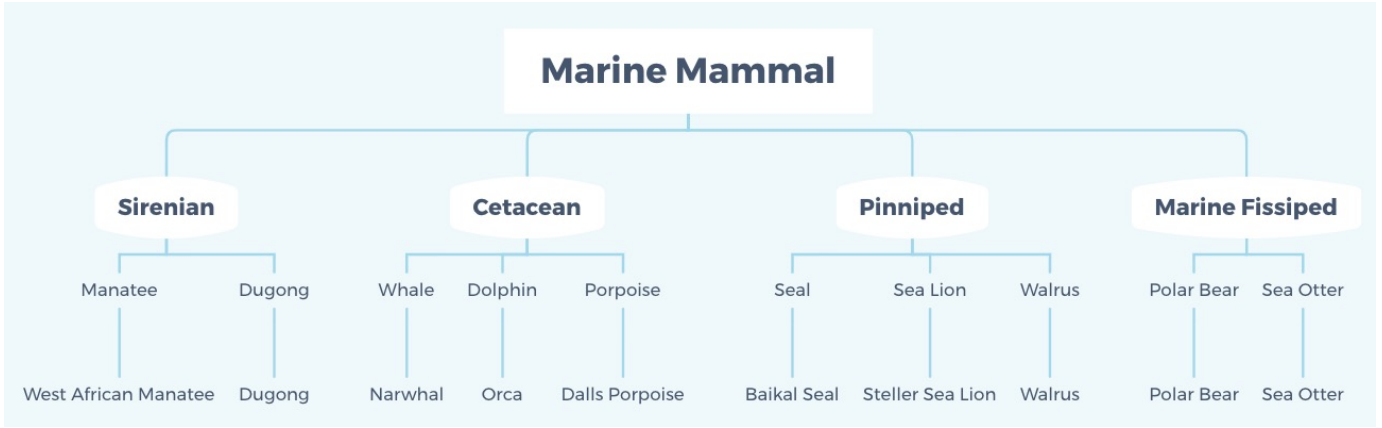 Marine Mammal
Sirenian Cetacean Pinniped Marine Fissiped
Manatee Dugong Whale Dolphin Porpoise Seal Sea Lion Walrus Polar Bear Sea Otter
West African Manatee Dugong Narwhal Orca Dalls Porpoise Baikal Seal Steller Sea Lion Walrus Polar Bear Sea Otter